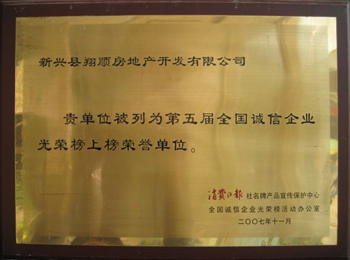 新兴县翔顺房地产开发有限公司
贵单位被列为第五届全国诚信企业
光荣榜上榜荣誉单位。
消费日报社名牌产品宣传保护中心
全国诚信企业光荣榜活动办公室
二〇〇七年十一月